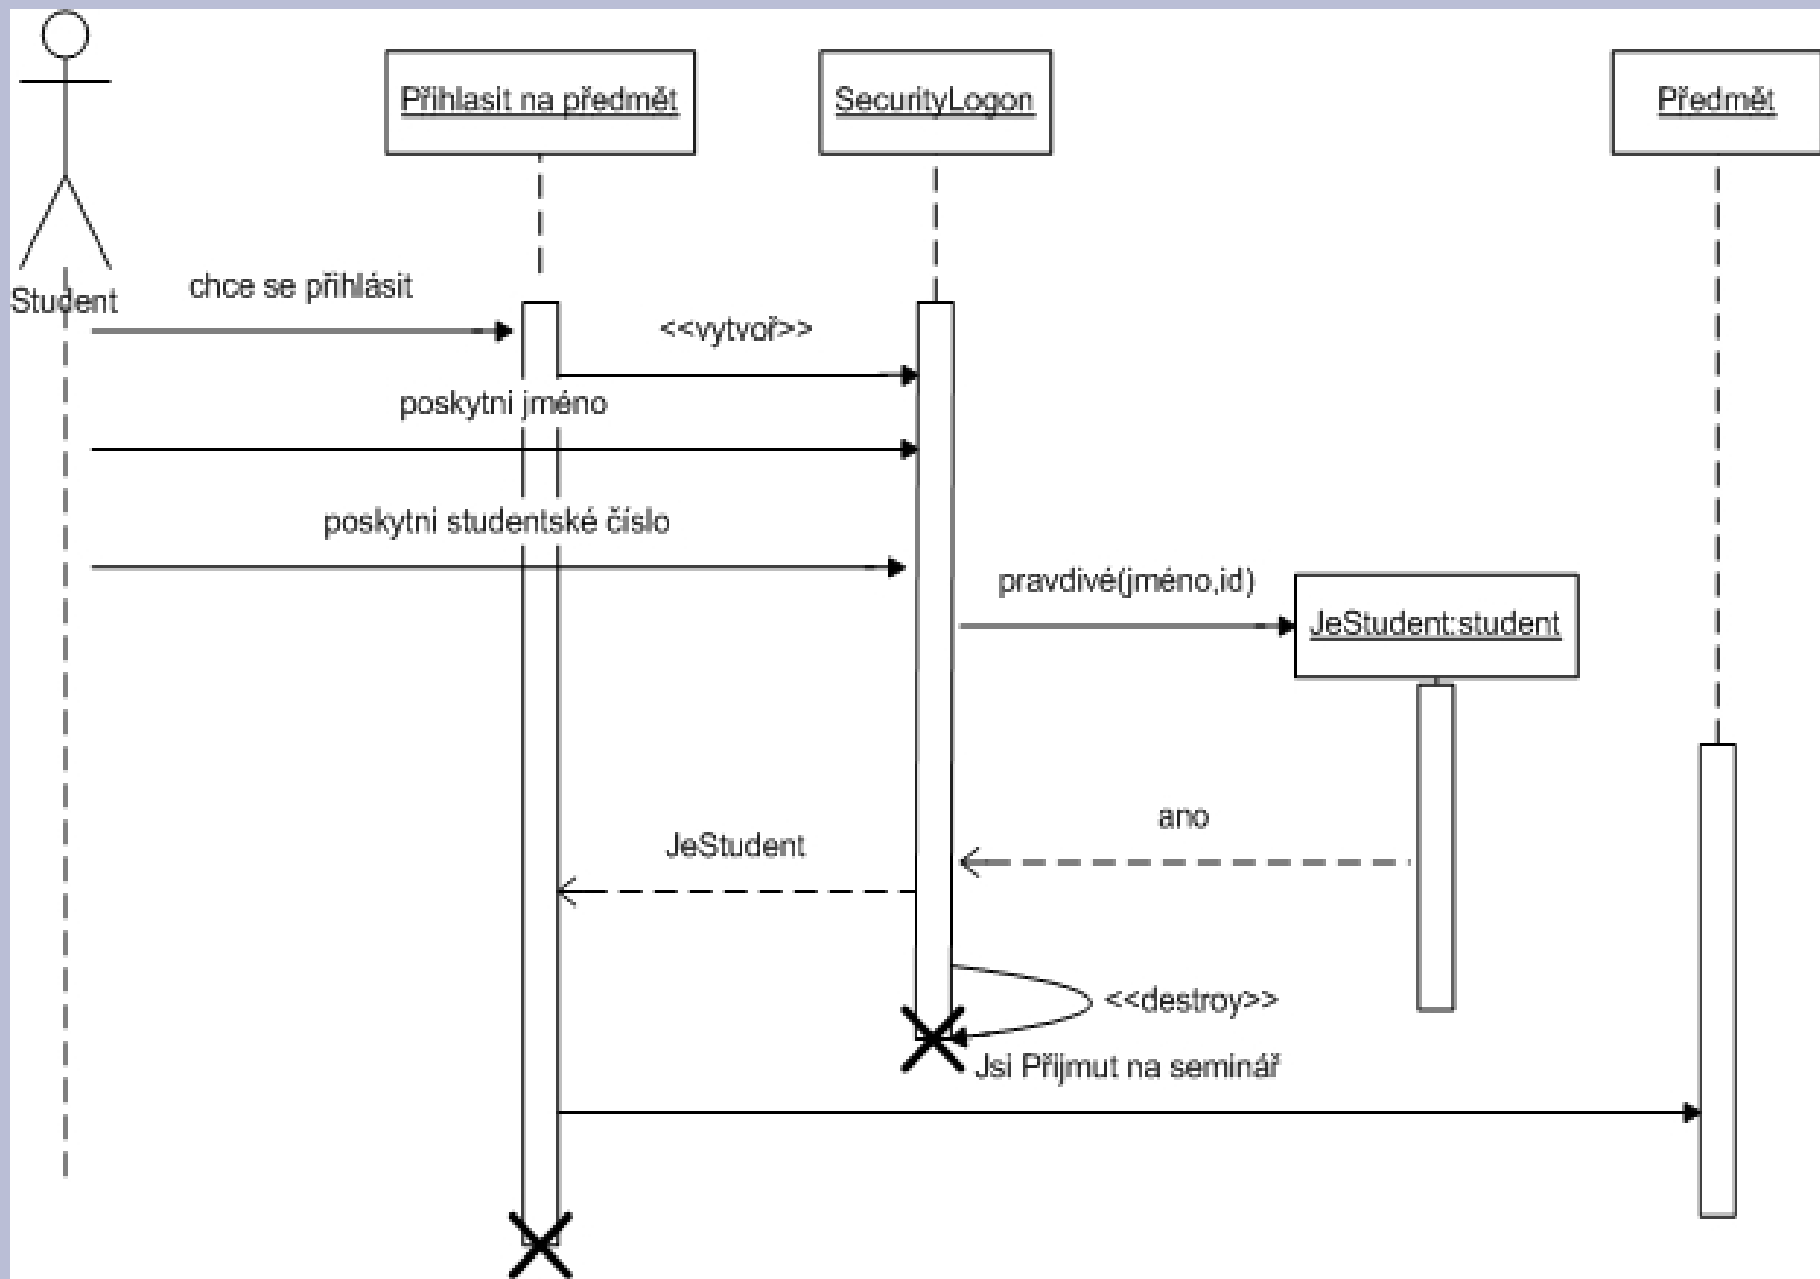 Přihlasit na předmět
SecurityLogon
Předmět
Student
chce se přihlásit
<<vytvoř>>
poskytni jméno
poskytni studentské číslo
pravdivé(jméno,id)
JeStudent:student
ano
JeStudent
<<destroy>>
Jsi Přijmut na seminář